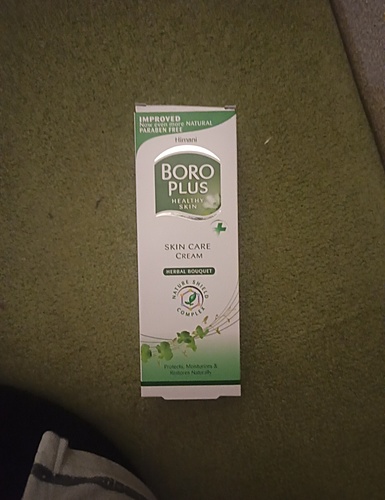 IMPROVED
Now even more NATURAL
PARABEN FREE
Himani
BORO
PLUS
HEALTHY
SKIN
SKIN CARE
CREAM
HERBAL BOUQUET
NATURE SHIELD
COMPLEX
Protects, Moisturizes &
Restores Naturally